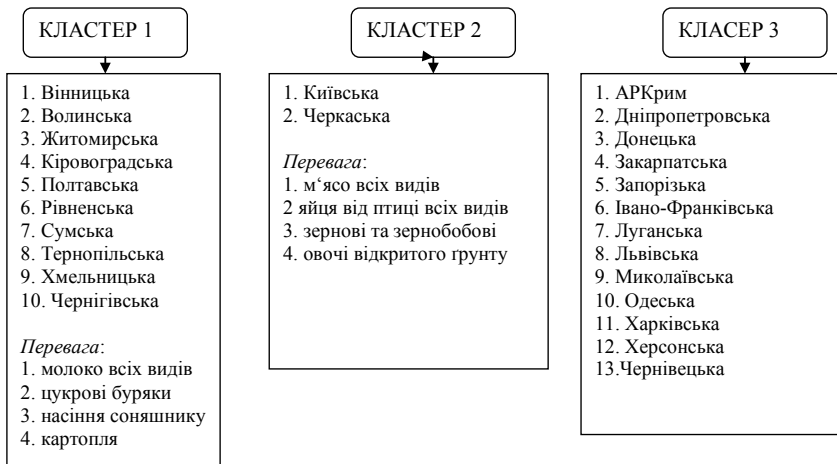 КЛАСТЕР 1
1. Вінницька
2. Волинська
3. Житомирська
4. Кіровоградська
5. Полтавська
6. Рівненська
7. Сумська
8. Тернопільська
9. Хмельницька
10. Чернігівська
Перевага:
1. молоко всіх видів
2. цукрові буряки
3. насіння соняшнику
4. картопля
КЛАСТЕР 2
1. Київська
2. Черкаська
Перевага:
1. м‘ясо всіх видів
2 яйця від птиці всіх видів
3. зернові та зернобобові
4. овочі відкритого ґрунту
КЛАСЕР 3
1. АРКрим
2. Дніпропетровська
3. Донецька
4. Закарпатська
5. Запорізька
6. Івано-Франківська
7. Луганська
8. Львівська
9. Миколаївська
10. Одеська
11. Харківська
12. Херсонська
13.Чернівецька